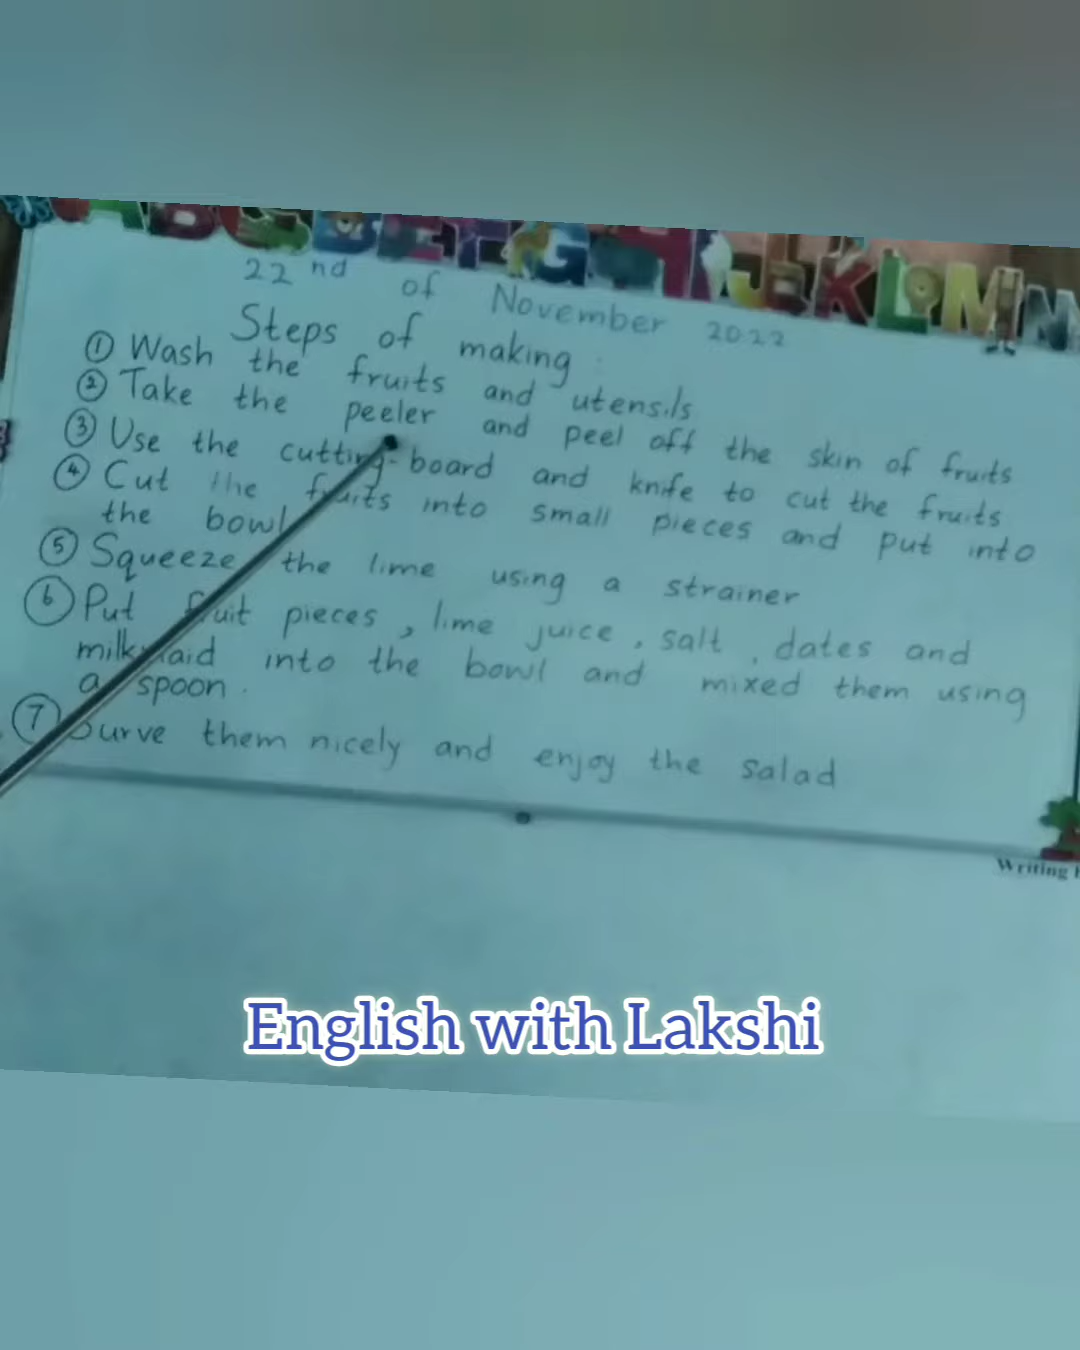 ABCDEFGHIJKLMN
22nd of November 2022
Steps of making :
① Wash the fruits and utensils
② Take the peeler and peel off the skin of fruits
③ Use the cutting-board and knife to cut the fruits
④ Cut the fruits into small pieces and put into
the bowl
⑤ Squeeze the lime using a strainer
⑥ Put fruit pieces, lime juice, salt, dates and
milkmaid into the bowl and mixed them using
a spoon.
⑦ Surve them nicely and enjoy the salad
Writing
English with Lakshi